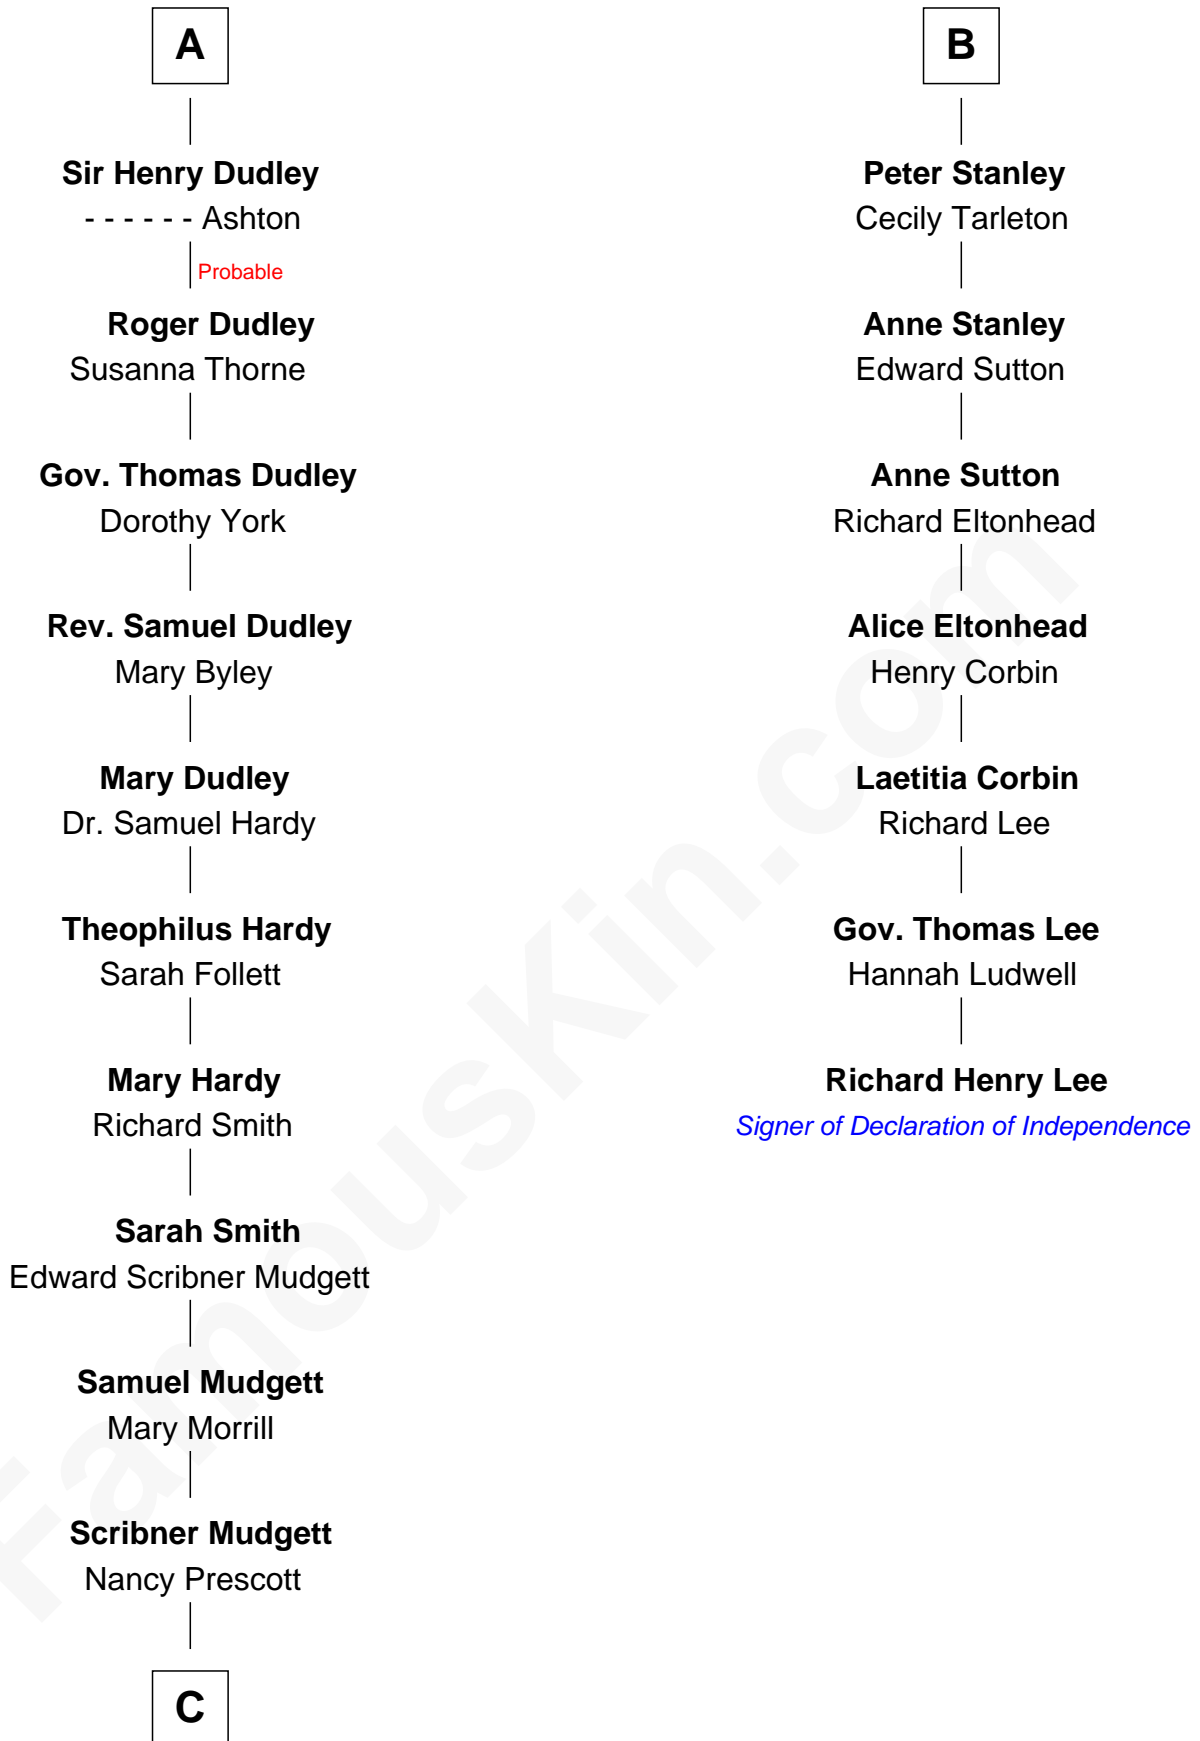 A
Sir Henry Dudley
- - - - - - Ashton
Probable
Roger Dudley
Susanna Thorne
Gov. Thomas Dudley
Dorothy York
Rev. Samuel Dudley
Mary Byley
Mary Dudley
Dr. Samuel Hardy
Theophilus Hardy
Sarah Follett
Mary Hardy
Richard Smith
Sarah Smith
Edward Scribner Mudgett
Samuel Mudgett
Mary Morrill
Scribner Mudgett
Nancy Prescott
C
B
Peter Stanley
Cecily Tarleton
Anne Stanley
Edward Sutton
Anne Sutton
Richard Eltonhead
Alice Eltonhead
Henry Corbin
Laetitia Corbin
Richard Lee
Gov. Thomas Lee
Hannah Ludwell
Richard Henry Lee
Signer of Declaration of Independence
FamousKin.com